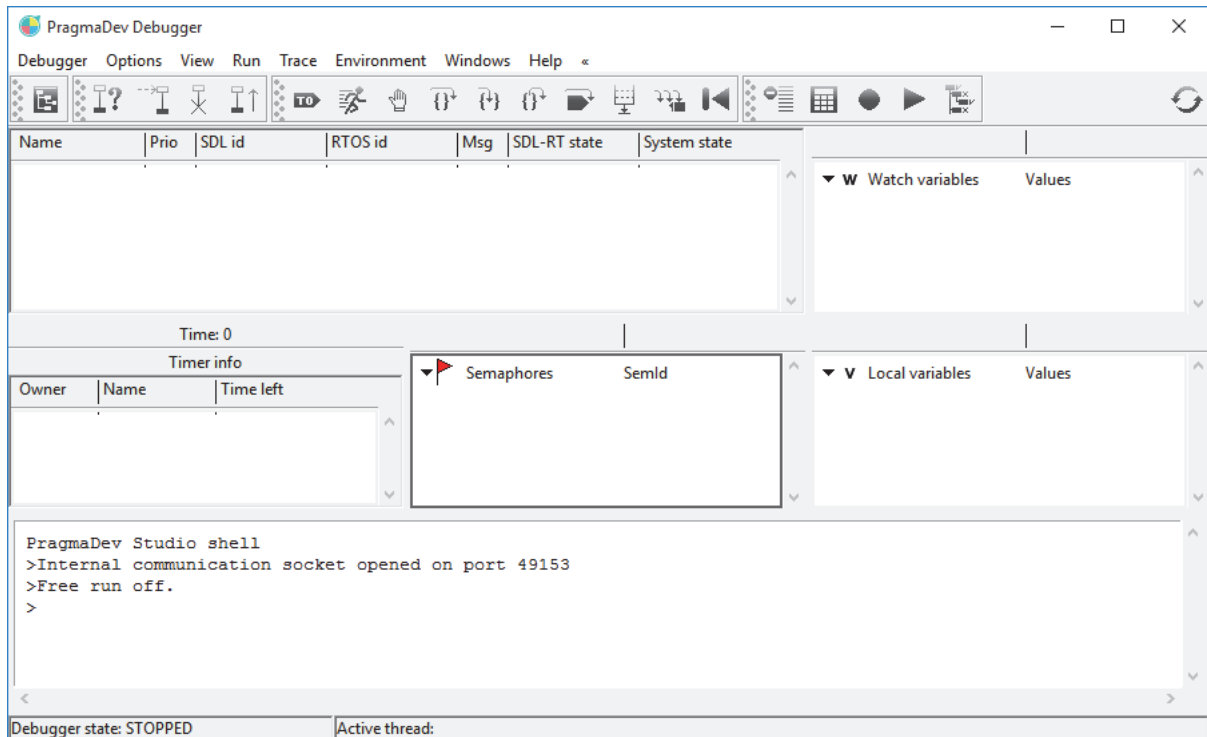 PragmaDev Debugger
Debugger Options View Run Trace Environment Windows Help «
? TO {} {} {}
Name Prio SDL id RTOS id Msg SDL-RT state System state
W Watch variables Values
Time: 0
Timer info
Owner Name Time left
Semaphores SemId
V Local variables Values
PragmaDev Studio shell
>Internal communication socket opened on port 49153
>Free run off.
>
Debugger state: STOPPED Active thread: